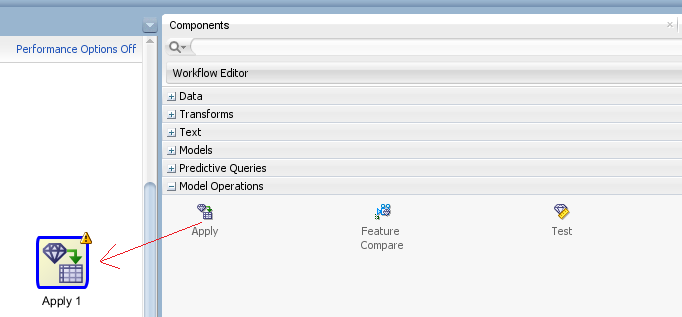 Components
Performance Options Off
Workflow Editor
Data
Transforms
Text
Models
Predictive Queries
Model Operations
Apply
Feature
Compare
Test
Apply 1